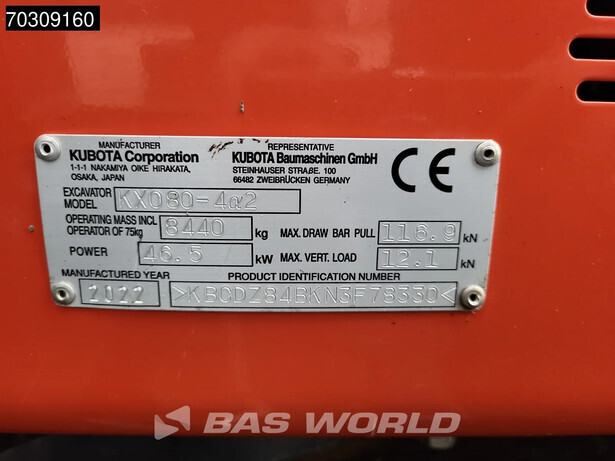 70309160
MANUFACTURER
KUBOTA Corporation
1-1-1 NAKAMIYA OIKE HIRAKATA,
OSAKA, JAPAN
REPRESENTATIVE
KUBOTA Baumaschinen GmbH
STEINHAUSER STRAßE. 100
66482 ZWEIBRÜCKEN GERMANY
CE
EXCAVATOR MODEL KX080-4α2
OPERATING MASS INCL OPERATOR OF 75kg 8440 kg
MAX. DRAW BAR PULL 116.9 kN
POWER 46.5 kW
MAX. VERT. LOAD 12.1 kN
MANUFACTURED YEAR
2022
PRODUCT IDENTIFICATION NUMBER
>KBCDZ84BKN3F78330<
BAS WORLD